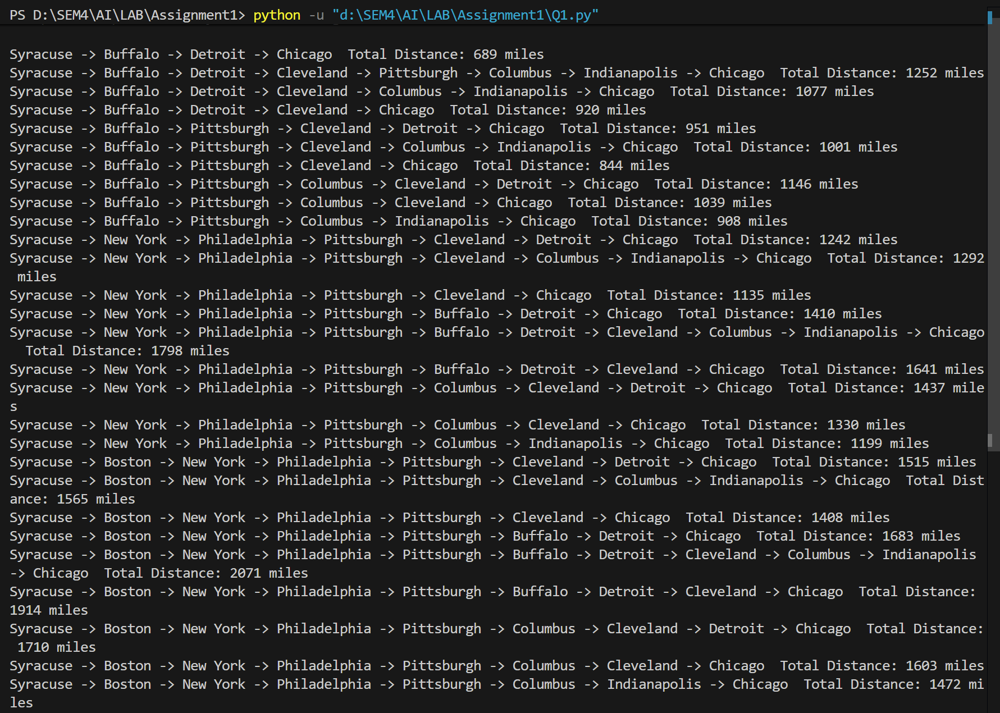 PS D:\SEM4\AI\LAB\Assignment1> python -u "d:\SEM4\AI\LAB\Assignment1\Q1.py"
Syracuse -> Buffalo -> Detroit -> Chicago  Total Distance: 689 miles
Syracuse -> Buffalo -> Detroit -> Cleveland -> Pittsburgh -> Columbus -> Indianapolis -> Chicago  Total Distance: 1252 miles
Syracuse -> Buffalo -> Detroit -> Cleveland -> Columbus -> Indianapolis -> Chicago  Total Distance: 1077 miles
Syracuse -> Buffalo -> Detroit -> Cleveland -> Chicago  Total Distance: 920 miles
Syracuse -> Buffalo -> Pittsburgh -> Cleveland -> Detroit -> Chicago  Total Distance: 951 miles
Syracuse -> Buffalo -> Pittsburgh -> Cleveland -> Columbus -> Indianapolis -> Chicago  Total Distance: 1001 miles
Syracuse -> Buffalo -> Pittsburgh -> Cleveland -> Chicago  Total Distance: 844 miles
Syracuse -> Buffalo -> Pittsburgh -> Columbus -> Cleveland -> Detroit -> Chicago  Total Distance: 1146 miles
Syracuse -> Buffalo -> Pittsburgh -> Columbus -> Cleveland -> Chicago  Total Distance: 1039 miles
Syracuse -> Buffalo -> Pittsburgh -> Columbus -> Indianapolis -> Chicago  Total Distance: 908 miles
Syracuse -> New York -> Philadelphia -> Pittsburgh -> Cleveland -> Detroit -> Chicago  Total Distance: 1242 miles
Syracuse -> New York -> Philadelphia -> Pittsburgh -> Cleveland -> Columbus -> Indianapolis -> Chicago  Total Distance: 1292
 miles
Syracuse -> New York -> Philadelphia -> Pittsburgh -> Cleveland -> Chicago  Total Distance: 1135 miles
Syracuse -> New York -> Philadelphia -> Pittsburgh -> Buffalo -> Detroit -> Chicago  Total Distance: 1410 miles
Syracuse -> New York -> Philadelphia -> Pittsburgh -> Buffalo -> Detroit -> Cleveland -> Columbus -> Indianapolis -> Chicago
  Total Distance: 1798 miles
Syracuse -> New York -> Philadelphia -> Pittsburgh -> Buffalo -> Detroit -> Cleveland -> Chicago  Total Distance: 1641 miles
Syracuse -> New York -> Philadelphia -> Pittsburgh -> Columbus -> Cleveland -> Detroit -> Chicago  Total Distance: 1437 mile
s
Syracuse -> New York -> Philadelphia -> Pittsburgh -> Columbus -> Cleveland -> Chicago  Total Distance: 1330 miles
Syracuse -> New York -> Philadelphia -> Pittsburgh -> Columbus -> Indianapolis -> Chicago  Total Distance: 1199 miles
Syracuse -> Boston -> New York -> Philadelphia -> Pittsburgh -> Cleveland -> Detroit -> Chicago  Total Distance: 1515 miles
Syracuse -> Boston -> New York -> Philadelphia -> Pittsburgh -> Cleveland -> Columbus -> Indianapolis -> Chicago  Total Dist
ance: 1565 miles
Syracuse -> Boston -> New York -> Philadelphia -> Pittsburgh -> Cleveland -> Chicago  Total Distance: 1408 miles
Syracuse -> Boston -> New York -> Philadelphia -> Pittsburgh -> Buffalo -> Detroit -> Chicago  Total Distance: 1683 miles
Syracuse -> Boston -> New York -> Philadelphia -> Pittsburgh -> Buffalo -> Detroit -> Cleveland -> Columbus -> Indianapolis
-> Chicago  Total Distance: 2071 miles
Syracuse -> Boston -> New York -> Philadelphia -> Pittsburgh -> Buffalo -> Detroit -> Cleveland -> Chicago  Total Distance:
1914 miles
Syracuse -> Boston -> New York -> Philadelphia -> Pittsburgh -> Columbus -> Cleveland -> Detroit -> Chicago  Total Distance:
 1710 miles
Syracuse -> Boston -> New York -> Philadelphia -> Pittsburgh -> Columbus -> Cleveland -> Chicago  Total Distance: 1603 miles
Syracuse -> Boston -> New York -> Philadelphia -> Pittsburgh -> Columbus -> Indianapolis -> Chicago  Total Distance: 1472 mi
les